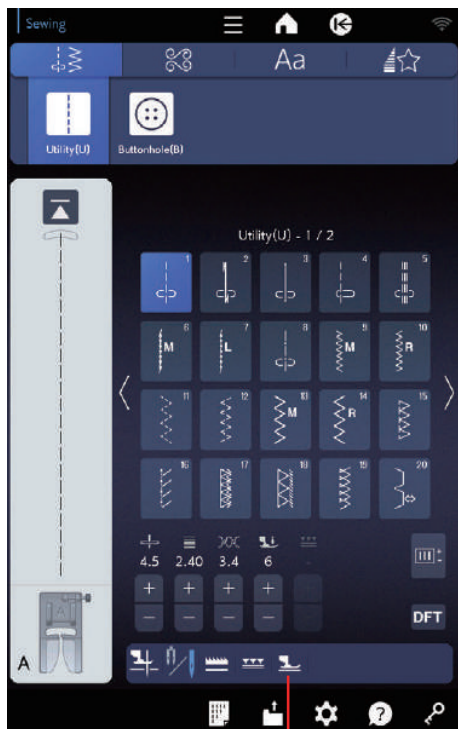 Sewing
Aa
Utility(U) Buttonhole(B)
Utility(U) - 1 / 2
1 2 3 4 5
6 M 7 L 8 9 M 10 R
11 12 13 M 14 R 15
16 17 18 19 20
4.5 2.40 3.4 6 -
+ + + +
- - - -
DFT
A A
?